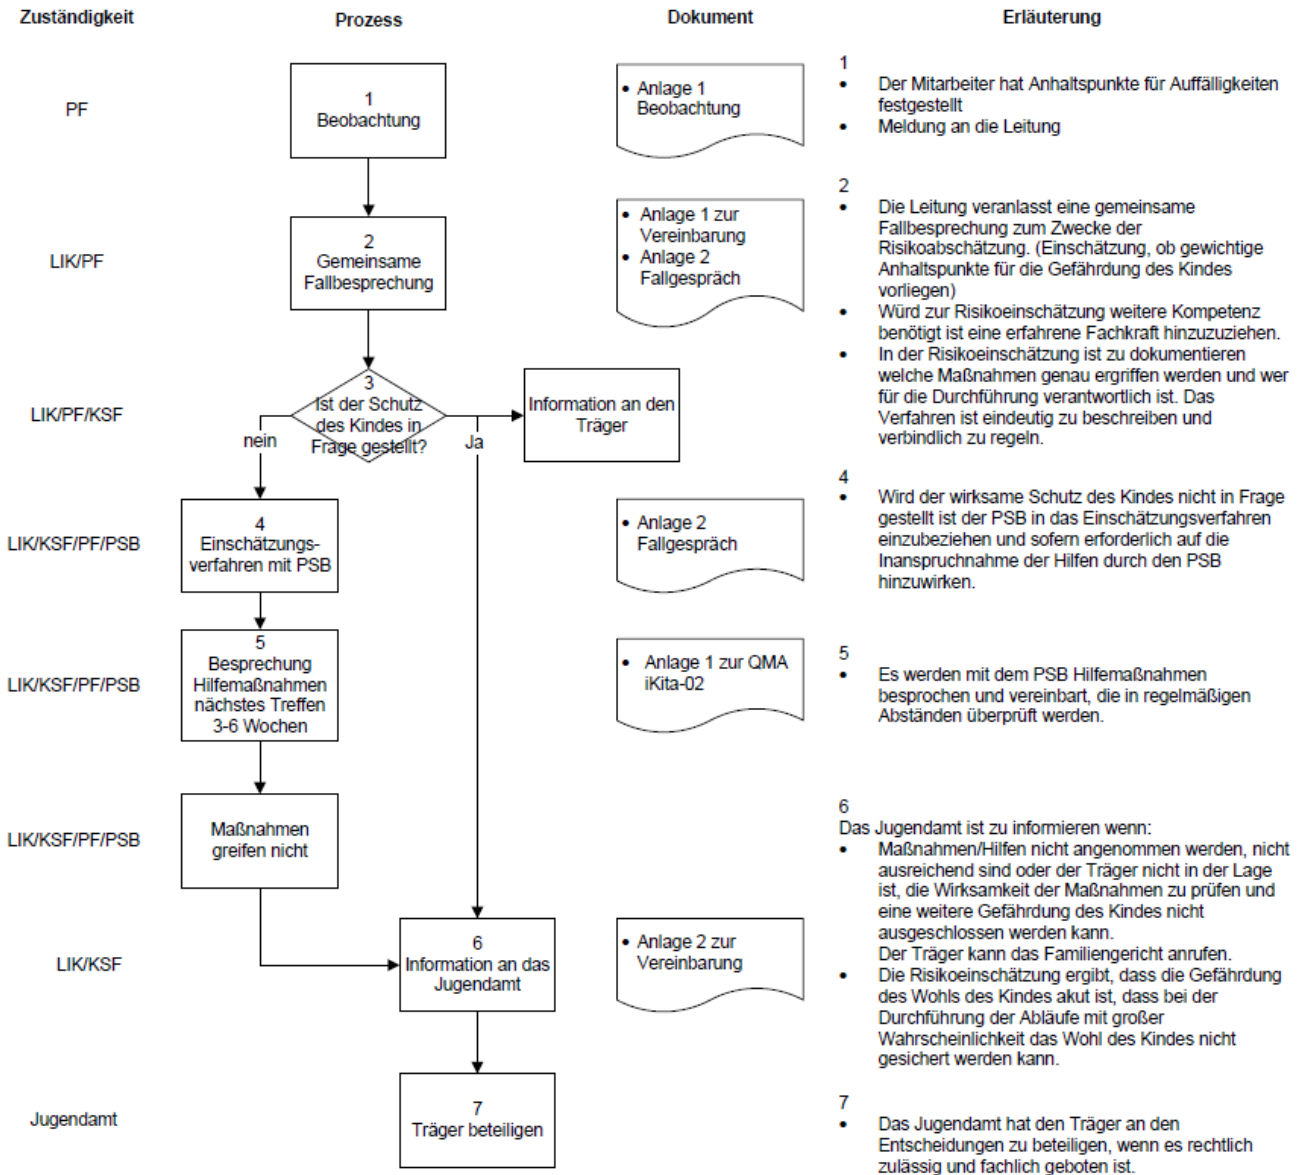 Zuständigkeit
Prozess
Dokument
Erläuterung
PF
1
Beobachtung
• Anlage 1
Beobachtung
1
• Der Mitarbeiter hat Anhaltspunkte für Auffälligkeiten
festgestellt
• Meldung an die Leitung
LIK/PF
2
Gemeinsame
Fallbesprechung
• Anlage 1 zur
Vereinbarung
• Anlage 2
Fallgespräch
2
• Die Leitung veranlasst eine gemeinsame
Fallbesprechung zum Zwecke der
Risikoabschätzung. (Einschätzung, ob gewichtige
Anhaltspunkte für die Gefährdung des Kindes
vorliegen)
• Würd zur Risikoeinschätzung weitere Kompetenz
benötigt ist eine erfahrene Fachkraft hinzuzuziehen.
• In der Risikoeinschätzung ist zu dokumentieren
welche Maßnahmen genau ergriffen werden und wer
für die Durchführung verantwortlich ist. Das
Verfahren ist eindeutig zu beschreiben und
verbindlich zu regeln.
LIK/PF/KSF
3
Ist der Schutz
des Kindes in
Frage gestellt?
nein
Ja
Information an den
Träger
LIK/KSF/PF/PSB
4
Einschätzungs-
verfahren mit PSB
• Anlage 2
Fallgespräch
4
• Wird der wirksame Schutz des Kindes nicht in Frage
gestellt ist der PSB in das Einschätzungsverfahren
einzubeziehen und sofern erforderlich auf die
Inanspruchnahme der Hilfen durch den PSB
hinzuwirken.
LIK/KSF/PF/PSB
5
Besprechung
Hilfemaßnahmen
nächstes Treffen
3-6 Wochen
• Anlage 1 zur QMA
iKita-02
5
• Es werden mit dem PSB Hilfemaßnahmen
besprochen und vereinbart, die in regelmäßigen
Abständen überprüft werden.
LIK/KSF/PF/PSB
Maßnahmen
greifen nicht
LIK/KSF
6
Information an das
Jugendamt
• Anlage 2 zur
Vereinbarung
6
Das Jugendamt ist zu informieren wenn:
• Maßnahmen/Hilfen nicht angenommen werden, nicht
ausreichend sind oder der Träger nicht in der Lage
ist, die Wirksamkeit der Maßnahmen zu prüfen und
eine weitere Gefährdung des Kindes nicht
ausgeschlossen werden kann.
Der Träger kann das Familiengericht anrufen.
• Die Risikoeinschätzung ergibt, dass die Gefährdung
des Wohls des Kindes akut ist, dass bei der
Durchführung der Abläufe mit großer
Wahrscheinlichkeit das Wohl des Kindes nicht
gesichert werden kann.
Jugendamt
7
Träger beteiligen
7
• Das Jugendamt hat den Träger an den
Entscheidungen zu beteiligen, wenn es rechtlich
zulässig und fachlich geboten ist.